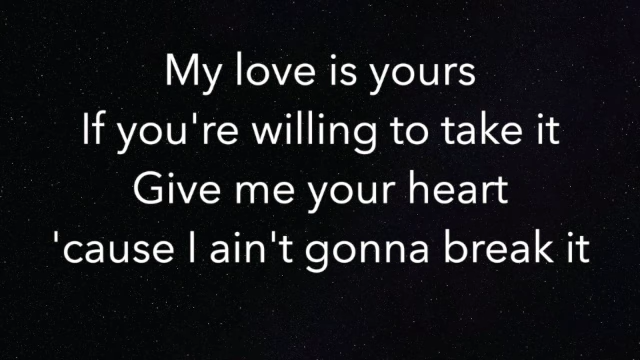 My love is yours
If you're willing to take it
Give me your heart
'cause I ain't gonna break it